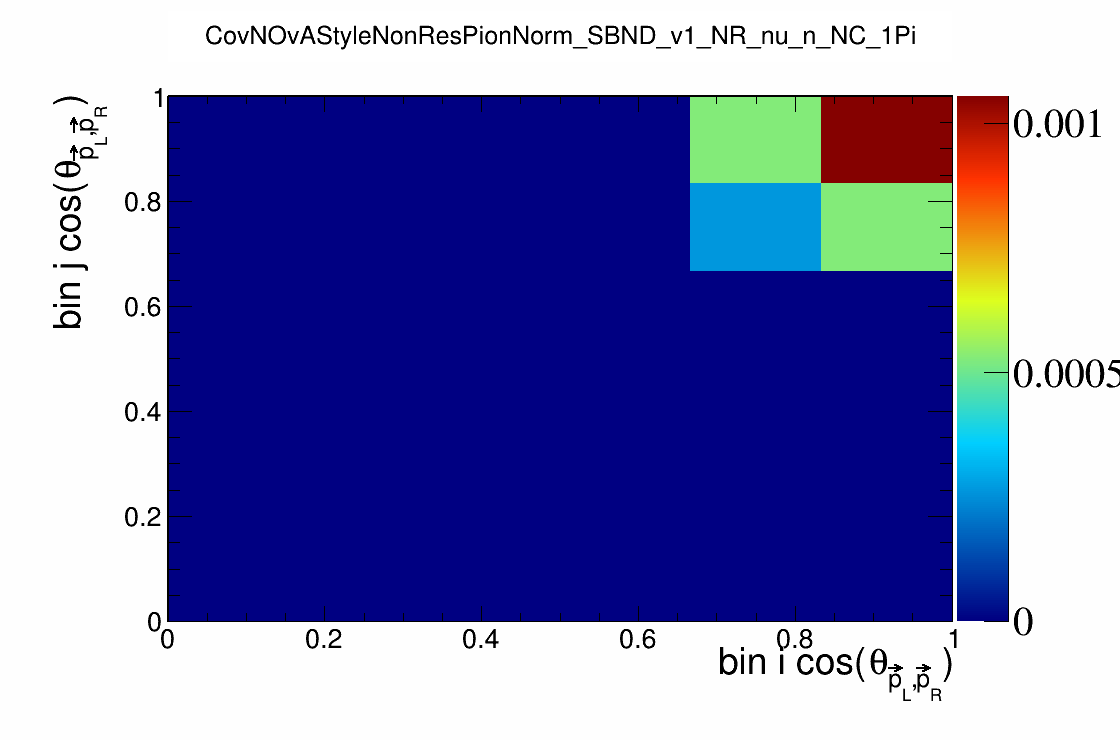 CovNOvAStyleNonResPionNorm_SBND_v1_NR_nu_n_NC_1Pi
bin j cos(θp⃗L,p⃗R)
1
0.8
0.6
0.4
0.2
0
0 0.2 0.4 0.6 0.8 1
bin i cos(θp⃗L,p⃗R)
0.001
0.0005
0